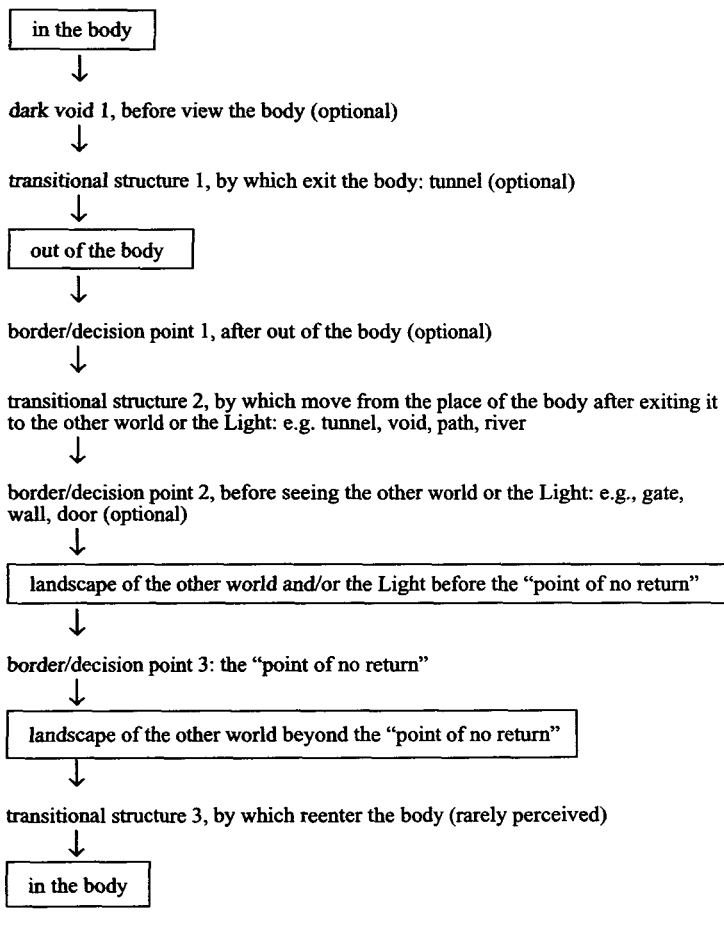 in the body
dark void 1, before view the body (optional)
transitional structure 1, by which exit the body: tunnel (optional)
out of the body
border/decision point 1, after out of the body (optional)
transitional structure 2, by which move from the place of the body after exiting it
to the other world or the Light: e.g. tunnel, void, path, river
border/decision point 2, before seeing the other world or the Light: e.g., gate,
wall, door (optional)
landscape of the other world and/or the Light before the “point of no return”
border/decision point 3: the “point of no return”
landscape of the other world beyond the “point of no return”
transitional structure 3, by which reenter the body (rarely perceived)
in the body